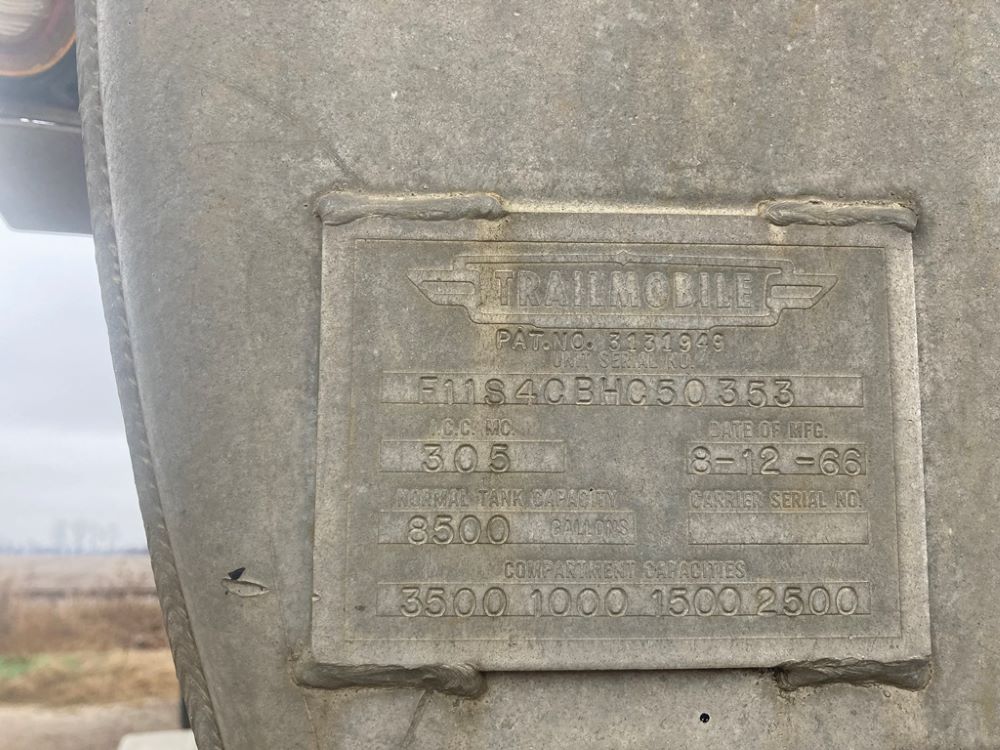 TRAILMOBILE
PAT. NO. 3131949
UNIT SERIAL NO.
F11S4CBHC50353
I.C.C. MC. DATE OF MFG.
305 8-12-66
NORMAL TANK CAPACITY CARRIER SERIAL NO.
8500 GALLONS
COMPARTMENT CAPACITIES
3500 1000 1500 2500